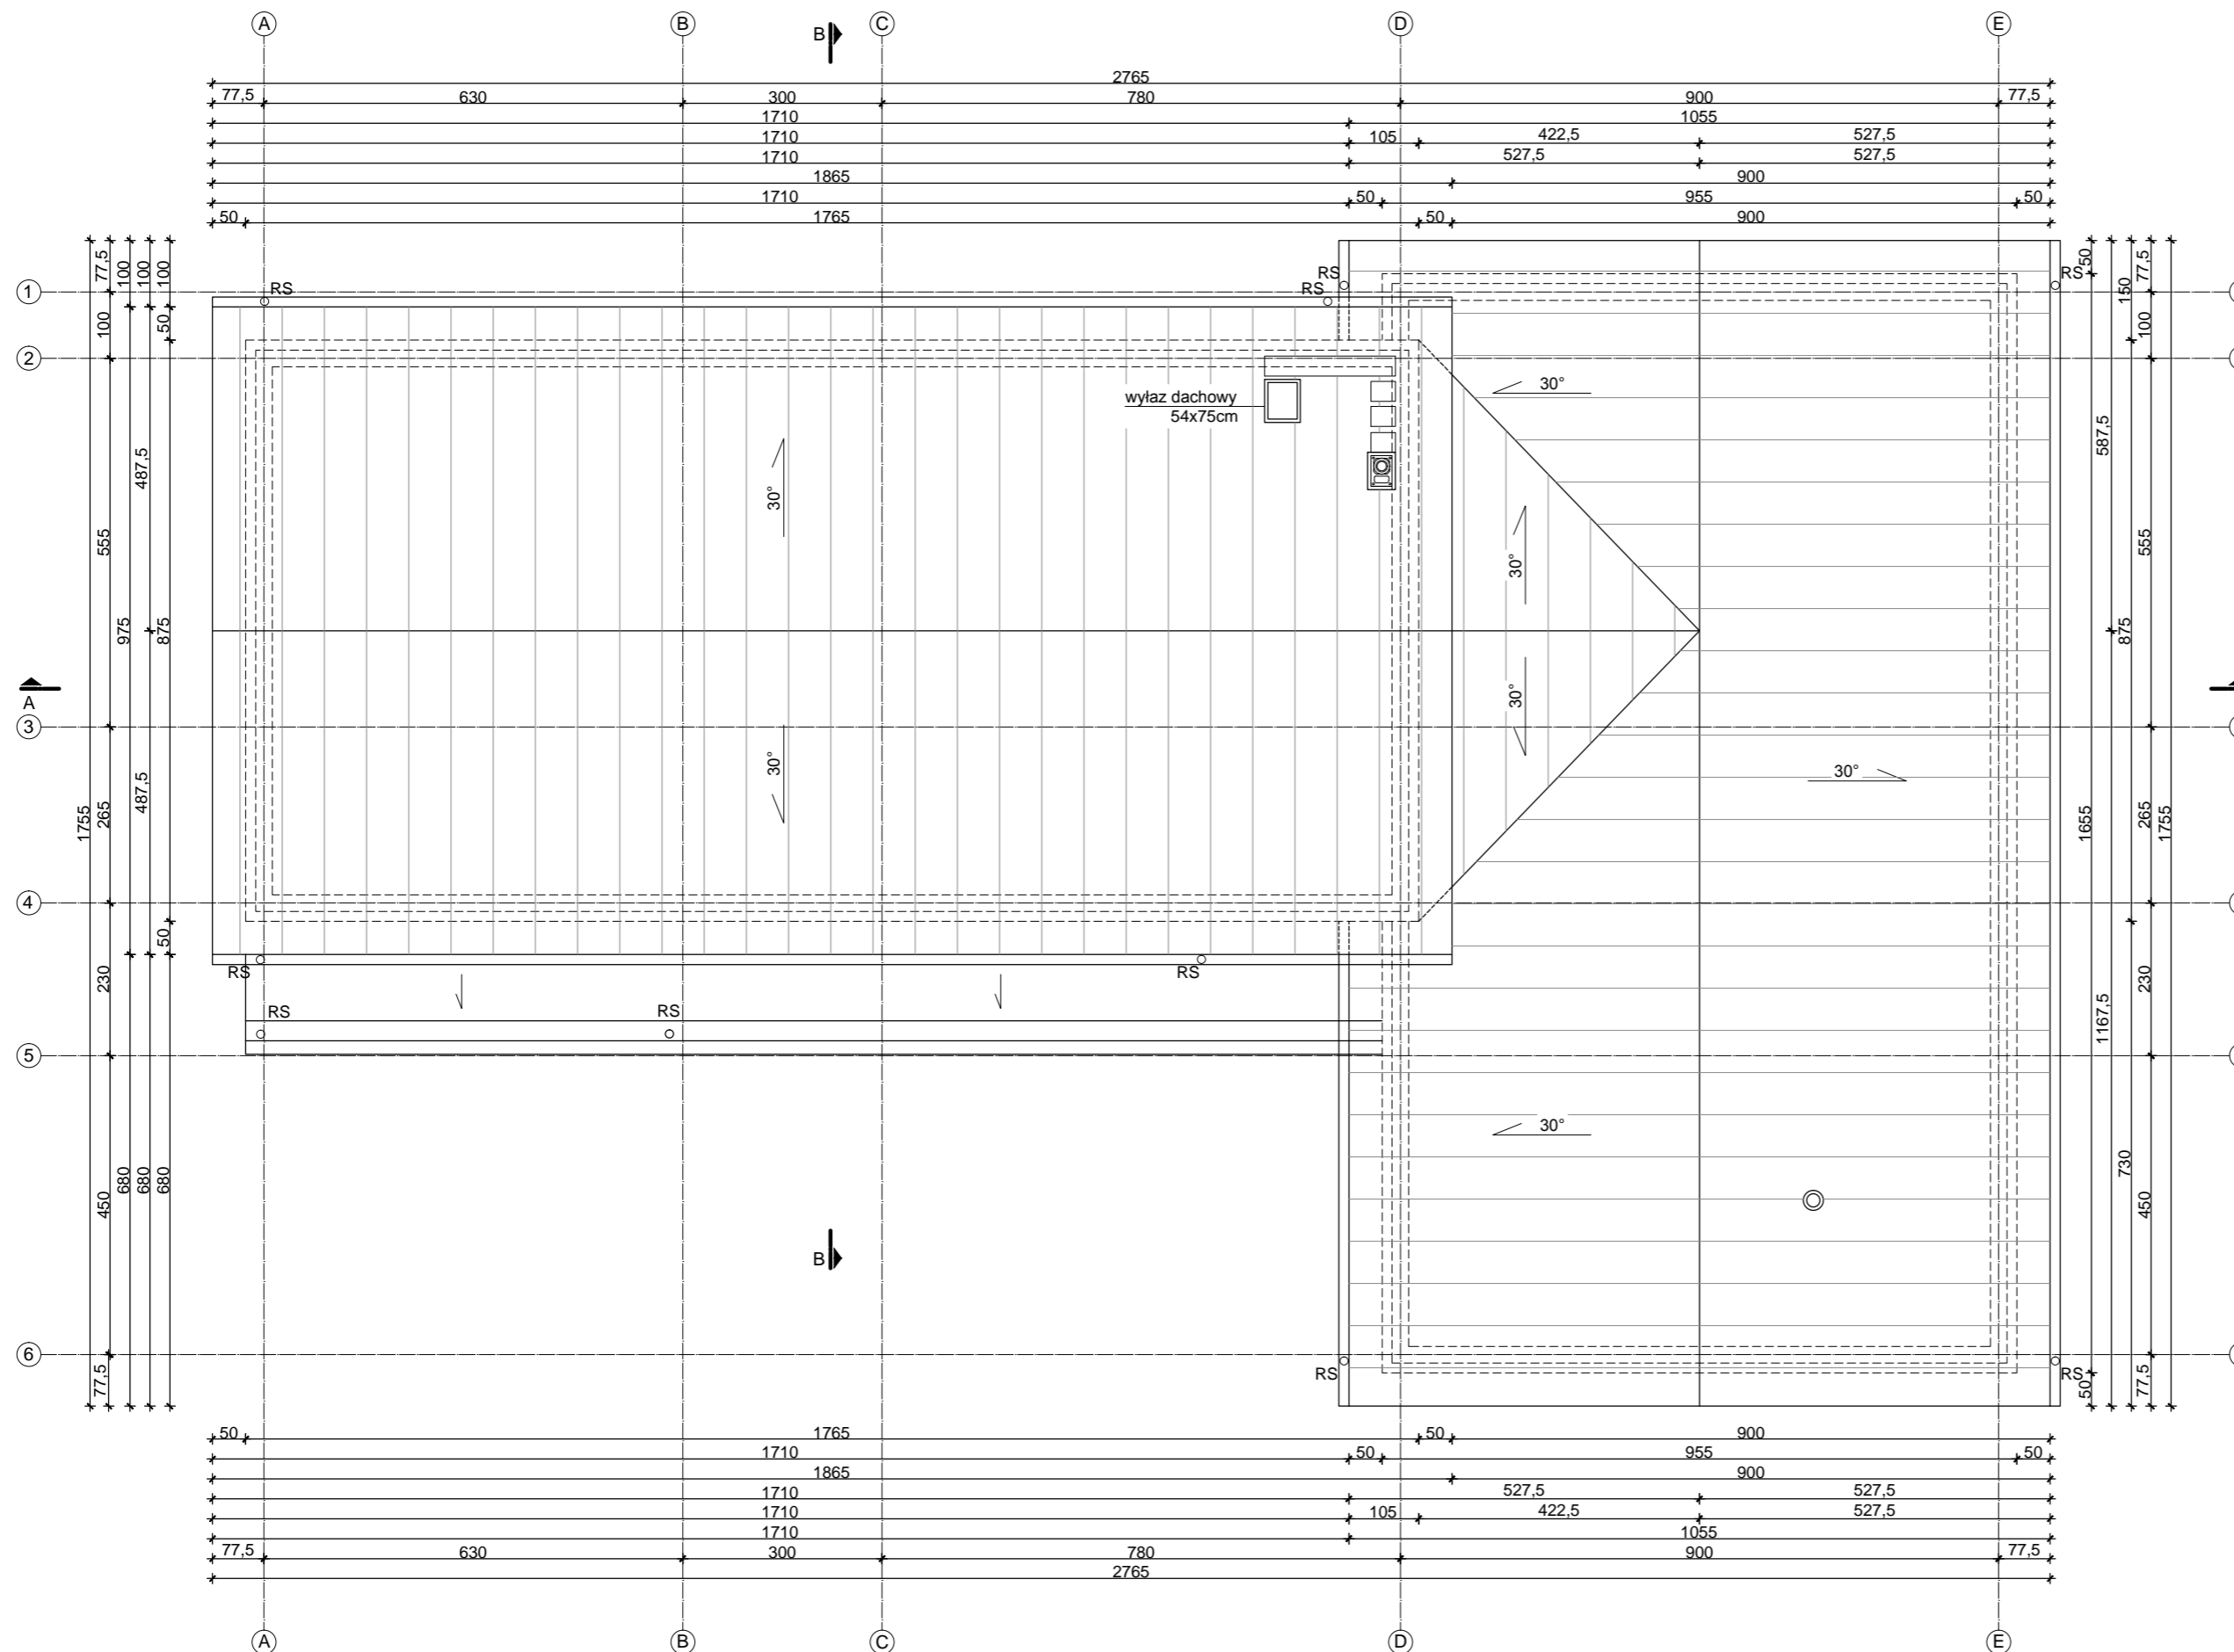 A B C D E
B
2765
77,5 630 300 780 900 77,5
1710 1055
1710 105 422,5 527,5
1710 527,5 527,5
1865 900
1710 50 955 50
50 1765 50 900
1
2
3
4
5
6
1755
77,5 100 555 265 230 450 77,5
100 975 680
100 487,5 487,5 680
100 50 875 50 680
RS
RS
RS
RS
wyłaz dachowy
54x75cm
30°
30°
30°
30°
30°
30°
30°
A
RS
RS
RS
RS
B
RS
RS
50 1655 50
587,5 1167,5
150 875 730
77,5 100 555 265 230 450 77,5
1755
50 1765 50 900
1710 50 955 50
1865 900
1710 527,5 527,5
1710 105 422,5 527,5
1710 1055
77,5 630 300 780 900 77,5
2765
A B C D E